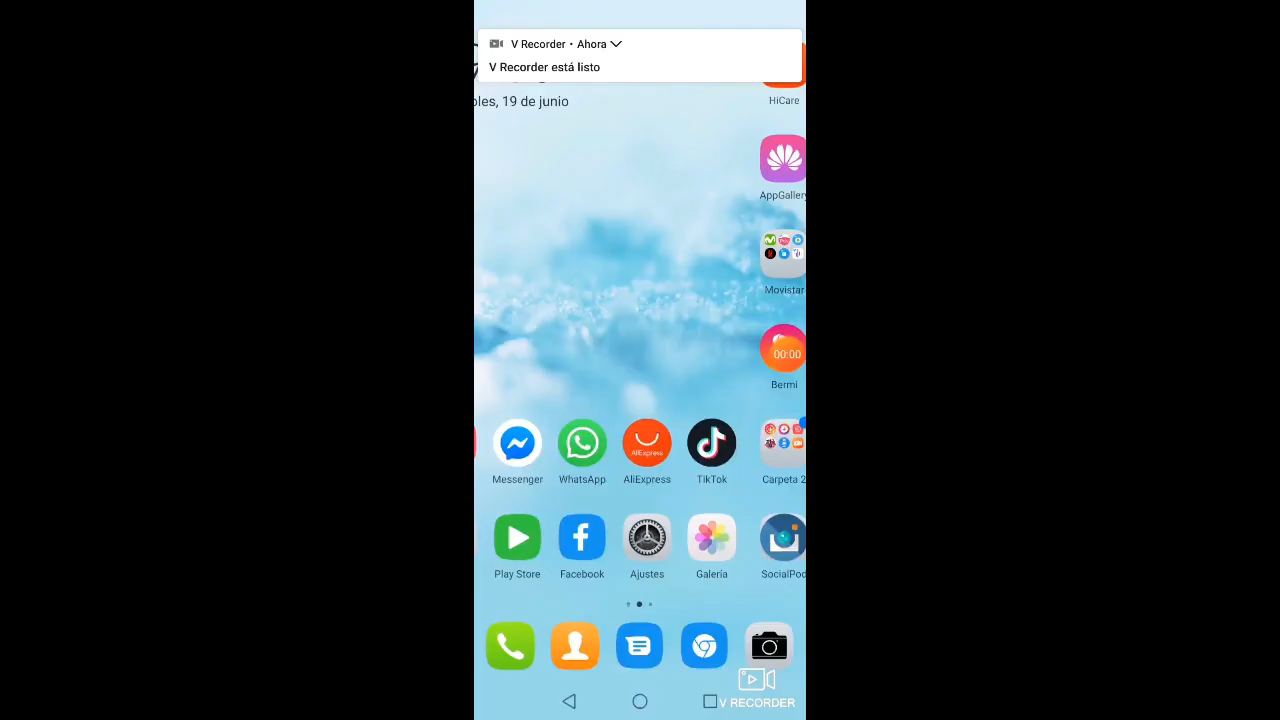 V Recorder • Ahora
V Recorder está listo
oles, 19 de junio
HiCare
AppGallery
Movistar
00:00
Bermi
Messenger
WhatsApp
AliExpress
AliExpress
TikTok
Carpeta 2
Play Store
Facebook
Ajustes
Galería
SocialPod
V RECORDER